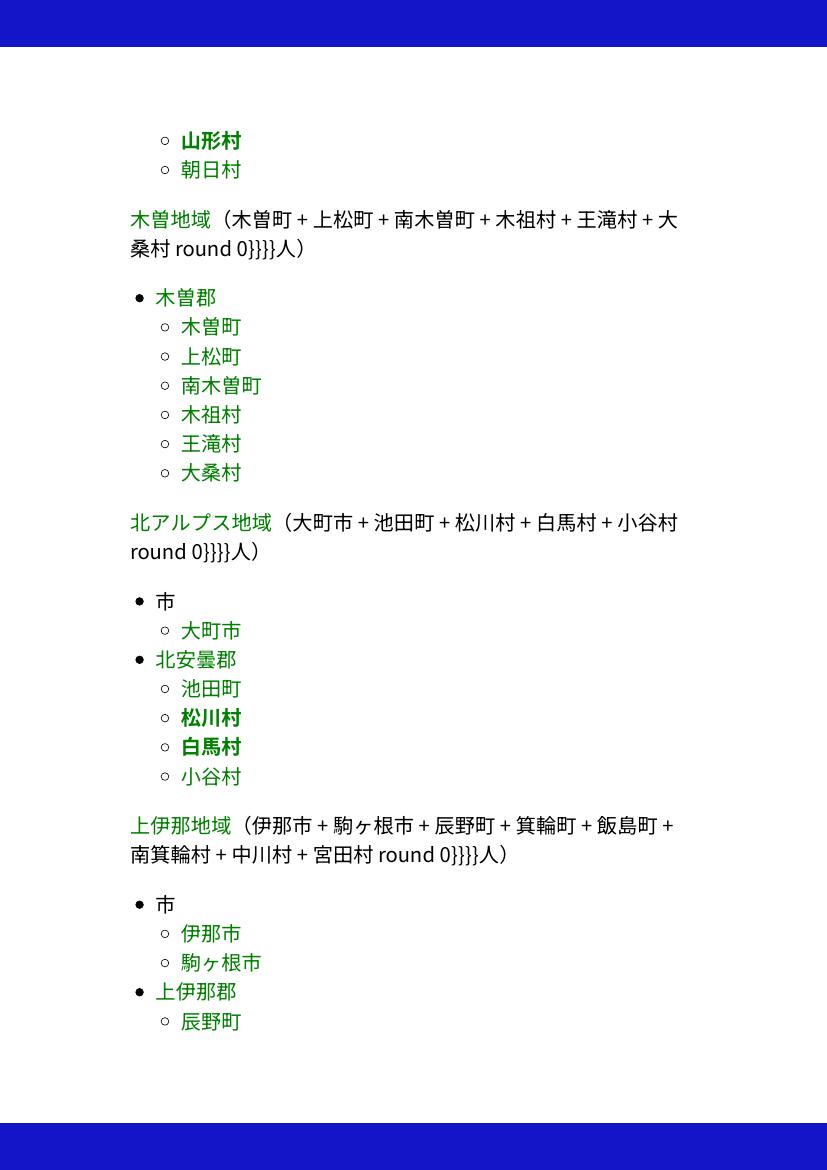 山形村
朝日村
木曽地域（木曽町 + 上松町 + 南木曽町 + 木祖村 + 王滝村 + 大
桑村 round 0}}}}人）
木曽郡
木曽町
上松町
南木曽町
木祖村
王滝村
大桑村
北アルプス地域（大町市 + 池田町 + 松川村 + 白馬村 + 小谷村
round 0}}}}人）
市
大町市
北安曇郡
池田町
松川村
白馬村
小谷村
上伊那地域（伊那市 + 駒ヶ根市 + 辰野町 + 箕輪町 + 飯島町 +
南箕輪村 + 中川村 + 宮田村 round 0}}}}人）
市
伊那市
駒ヶ根市
上伊那郡
辰野町